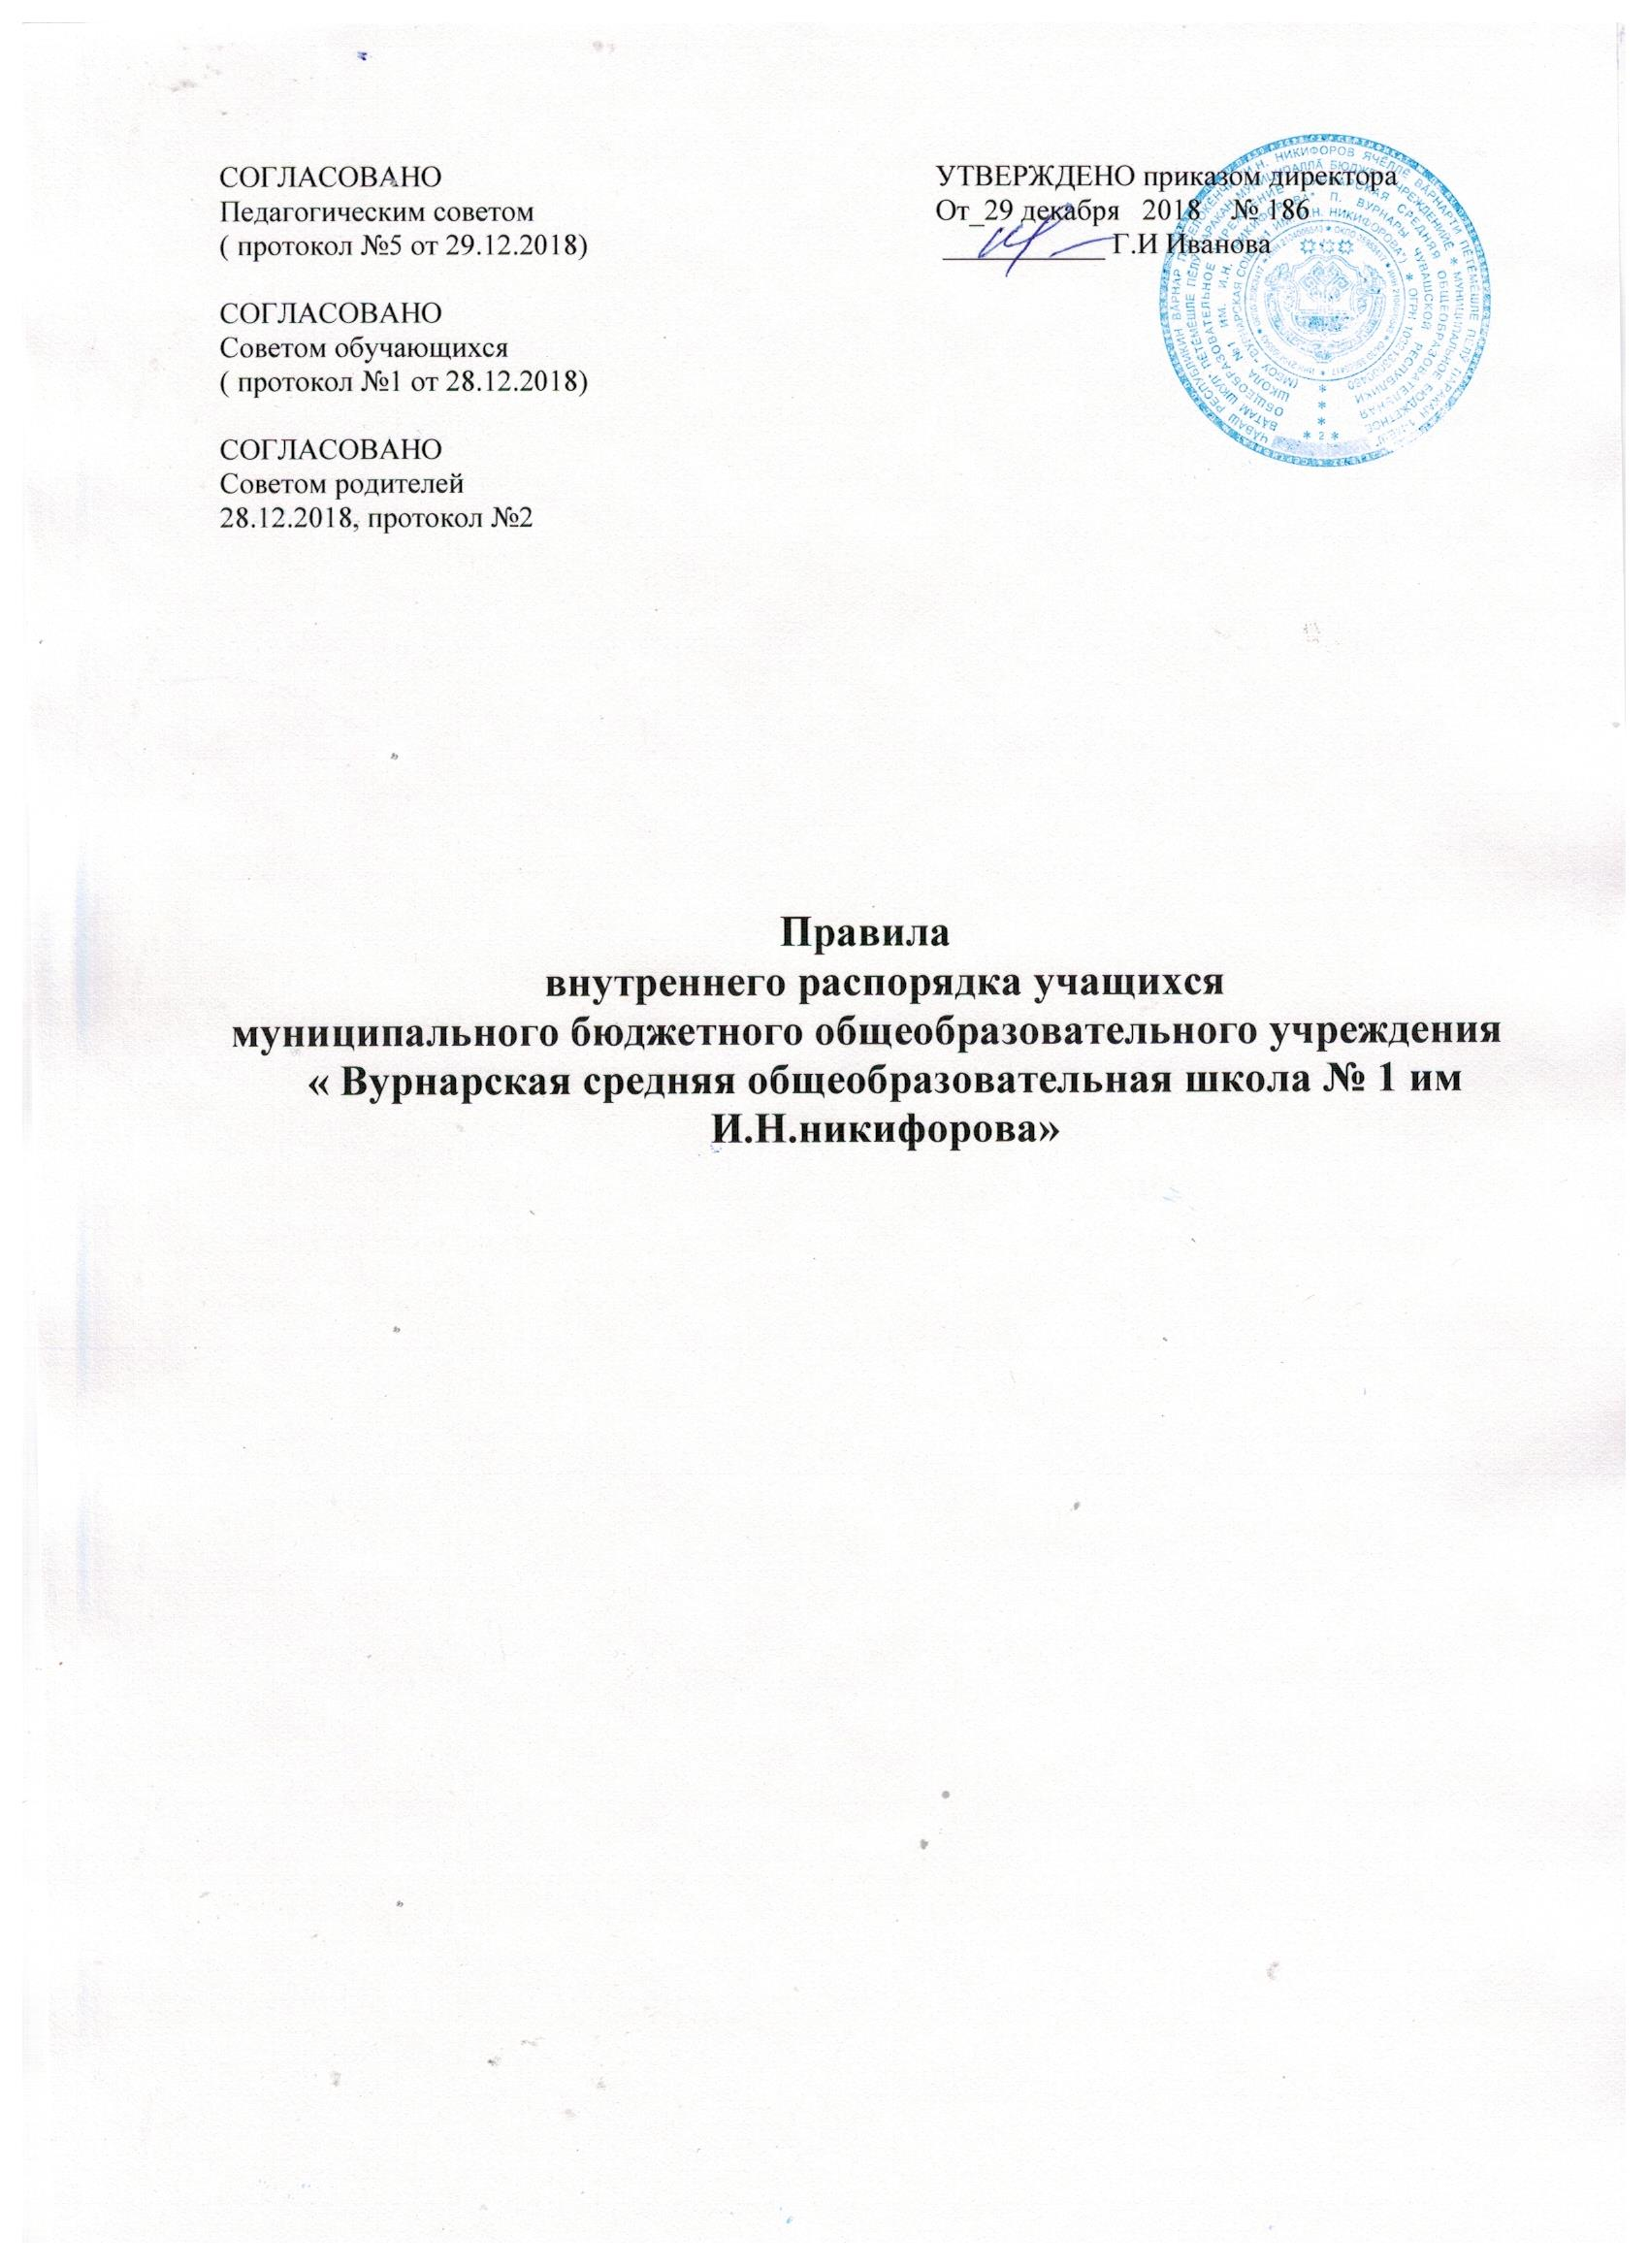 СОГЛАСОВАНО
Педагогическим советом
( протокол №5 от 29.12.2018)
СОГЛАСОВАНО
Советом обучающихся
( протокол №1 от 28.12.2018)
СОГЛАСОВАНО
Советом родителей
28.12.2018, протокол №2
УТВЕРЖДЕНО приказом директора
От_29 декабря 2018 № 186
____________Г.И Иванова
Правила
внутреннего распорядка учащихся
муниципального бюджетного общеобразовательного учреждения
« Вурнарская средняя общеобразовательная школа № 1 им
И.Н.никифорова»